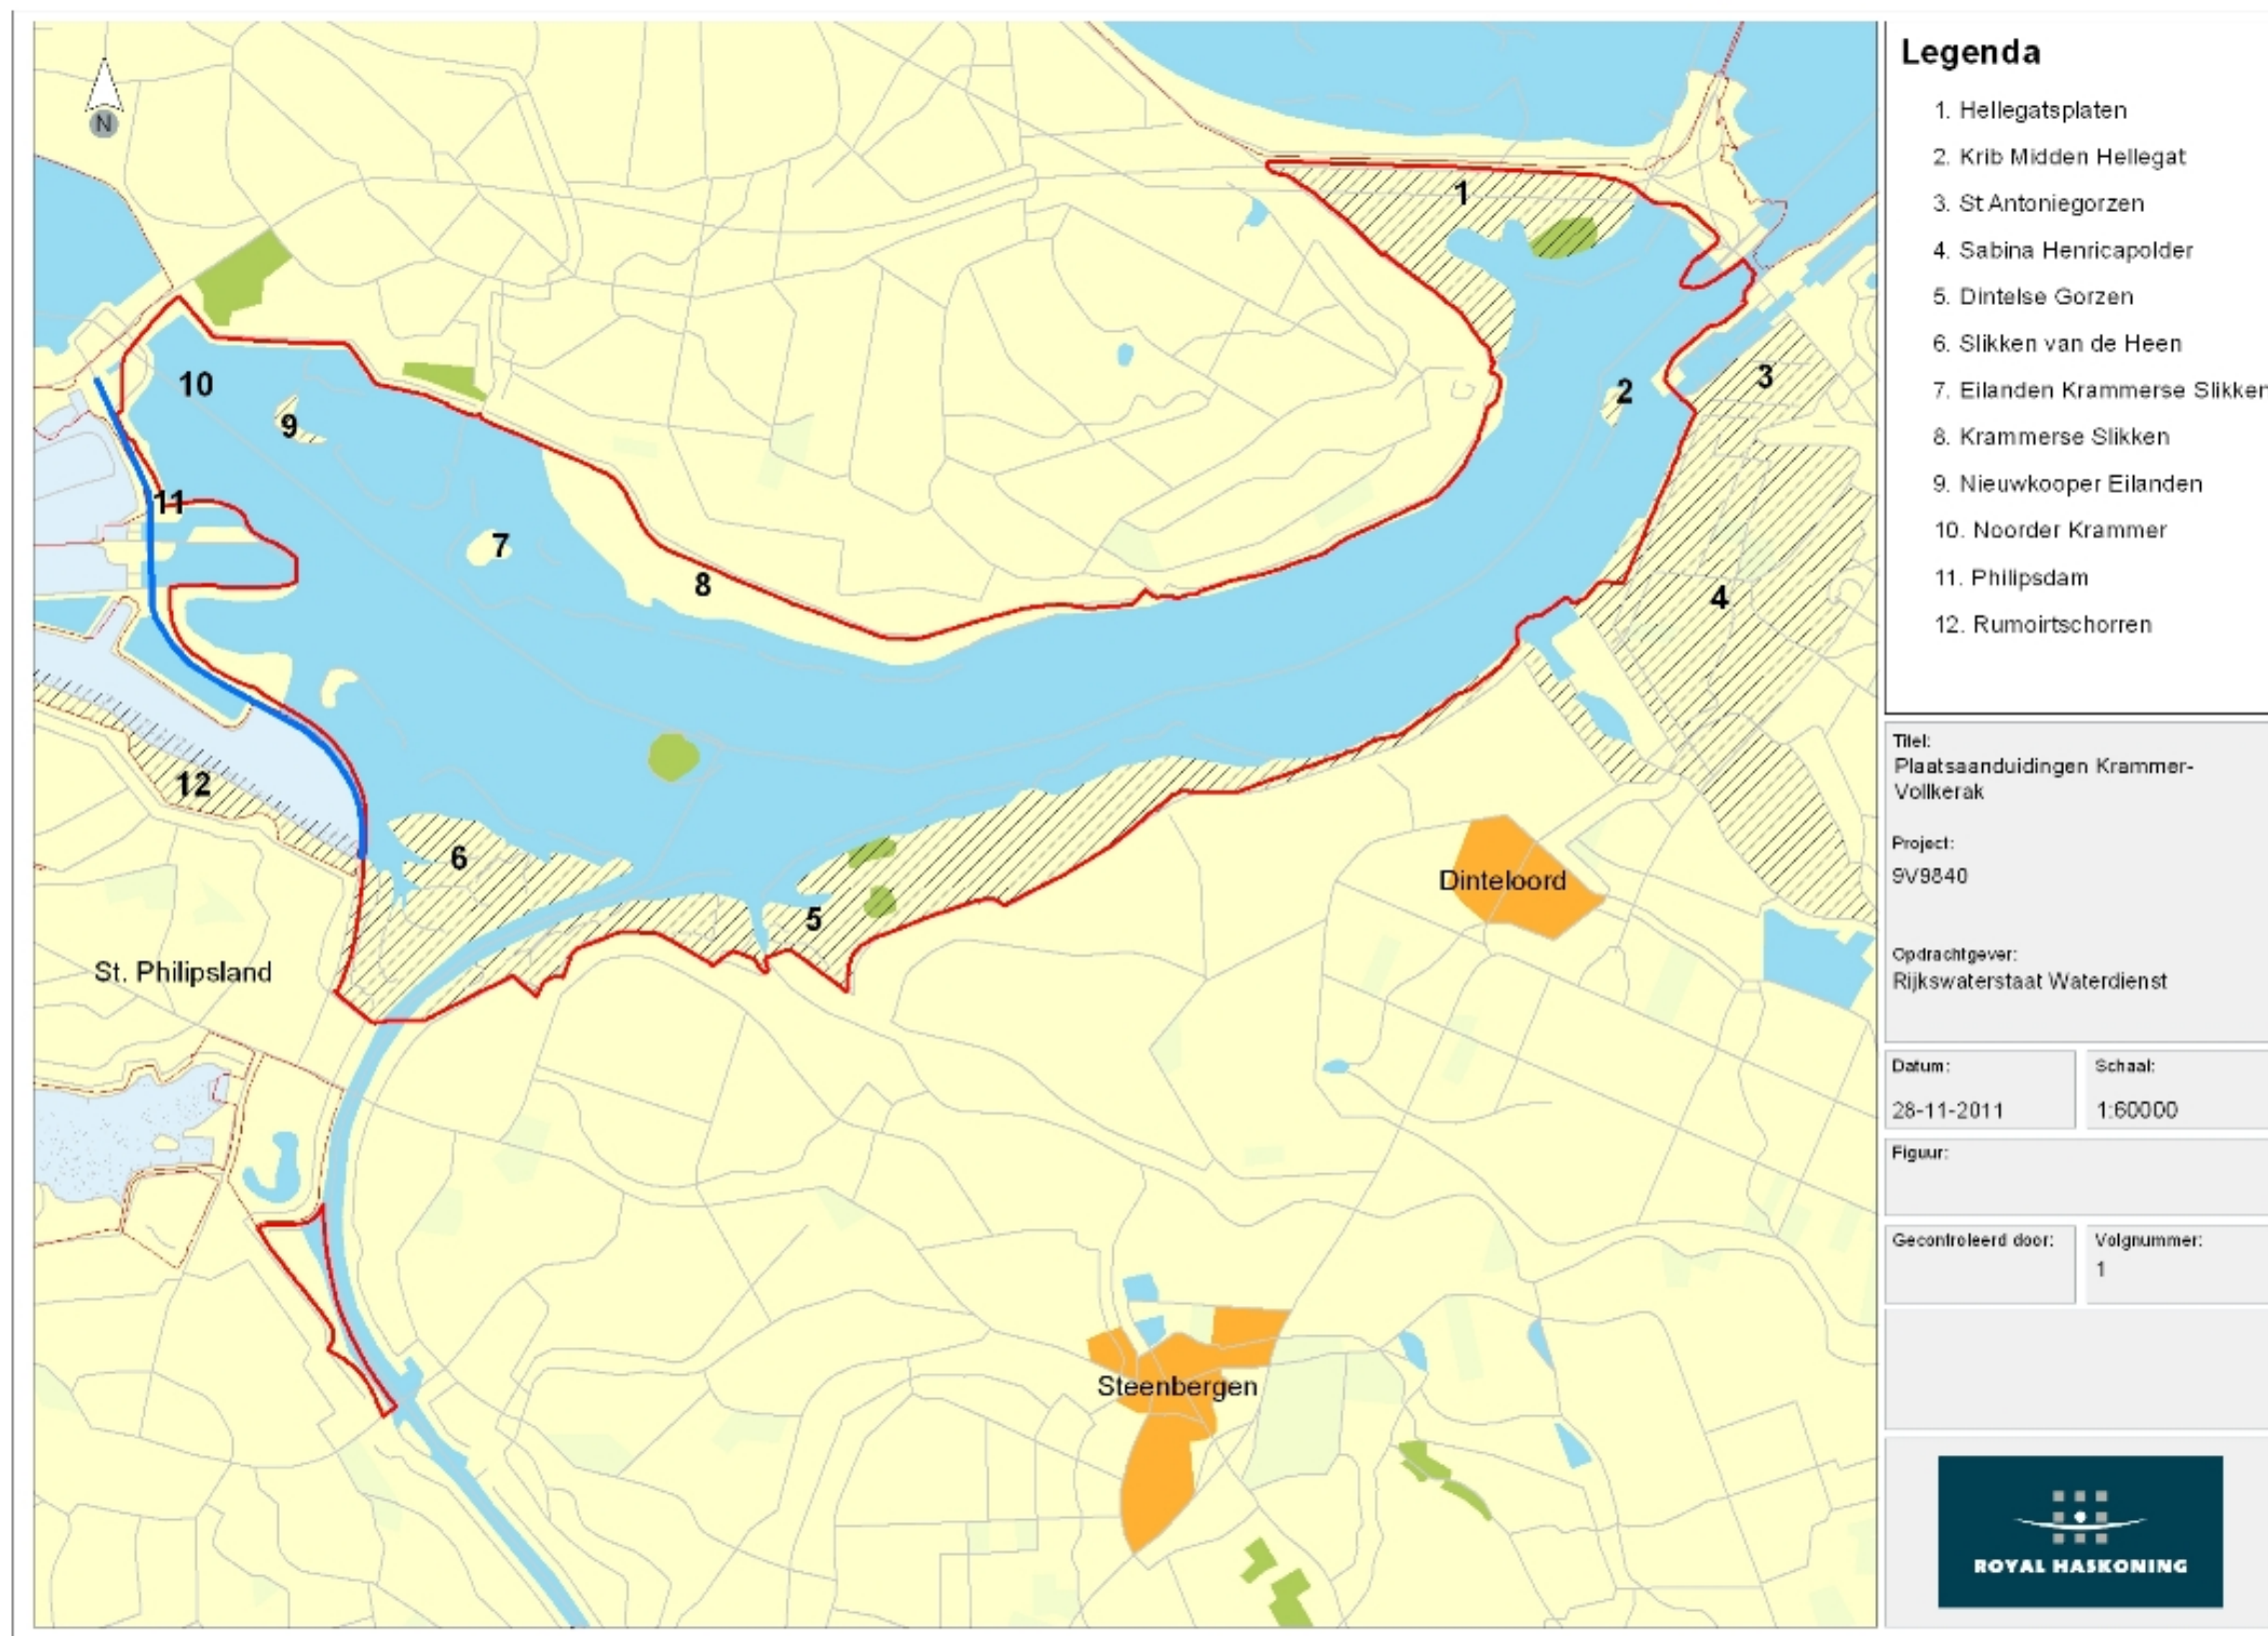 N
1
2
3
4
5
6
7
8
9
10
11
12
Dinteloord
St. Philipsland
Steenbergen
Legenda
1. Hellegatsplaten
2. Krib Midden Hellegat
3. St Antoniegorzen
4. Sabina Henricapolder
5. Dintelse Gorzen
6. Slikken van de Heen
7. Eilanden Krammerse Slikken
8. Krammerse Slikken
9. Nieuwkooper Eilanden
10. Noorder Krammer
11. Philipsdam
12. Rumoirtschorren
Titel:
Plaatsaanduidingen Krammer-
Vollkerak
Project:
9V9840
Opdrachtgever:
Rijkswaterstaat Waterdienst
Datum:
28-11-2011
Schaal:
1:60000
Figuur:
Gecontroleerd door:
Volgnummer:
1
ROYAL HASKONING